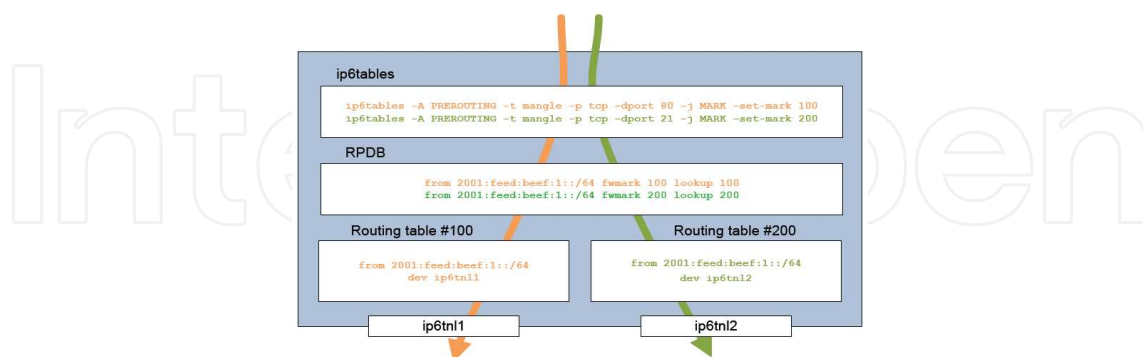 ip6tables
ip6tables -A PREROUTING -t mangle -p tcp -dport 80 -j MARK -set-mark 100
ip6tables -A PREROUTING -t mangle -p tcp -dport 21 -j MARK -set-mark 200
RPDB
from 2001:feed:beef:1::/64 fwmark 100 lookup 100
from 2001:feed:beef:1::/64 fwmark 200 lookup 200
Routing table #100
Routing table #200
from 2001:feed:beef:1::/64
dev ip6tnl1
from 2001:feed:beef:1::/64
dev ip6tnl2
ip6tnl1
ip6tnl2